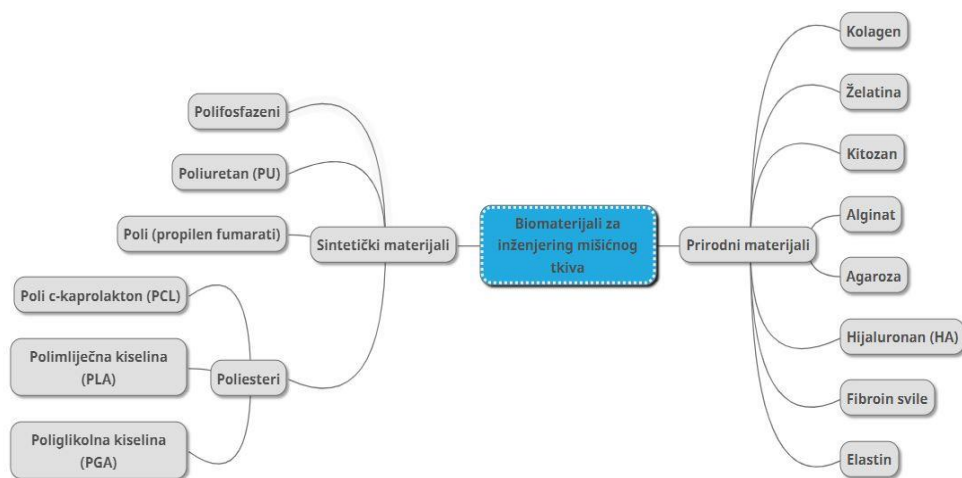 Polifosfazeni
Poliuretan (PU)
Poli (propilen fumarati)
Sintetički materijali
Poli c-kaprolakton (PCL)
Polimliječna kiselina
(PLA)
Poliesteri
Poliglikolna kiselina
(PGA)
Biomaterijali za
inženjering mišićnog
tkiva
Prirodni materijali
Kolagen
Želatina
Kitozan
Alginat
Agaroza
Hijaluronan (HA)
Fibroin svile
Elastin